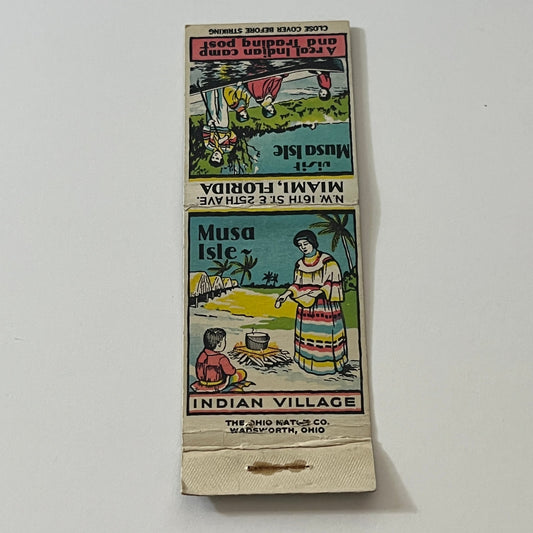 CLOSE COVER BEFORE STRIKING
A real Indian camp
and Trading post
visit
Musa Isle
MIAMI, FLORIDA
N.W. 16TH ST. & 25TH AVE.
Musa
Isle~
INDIAN VILLAGE
THE OHIO MATCH CO.
WADSWORTH, OHIO